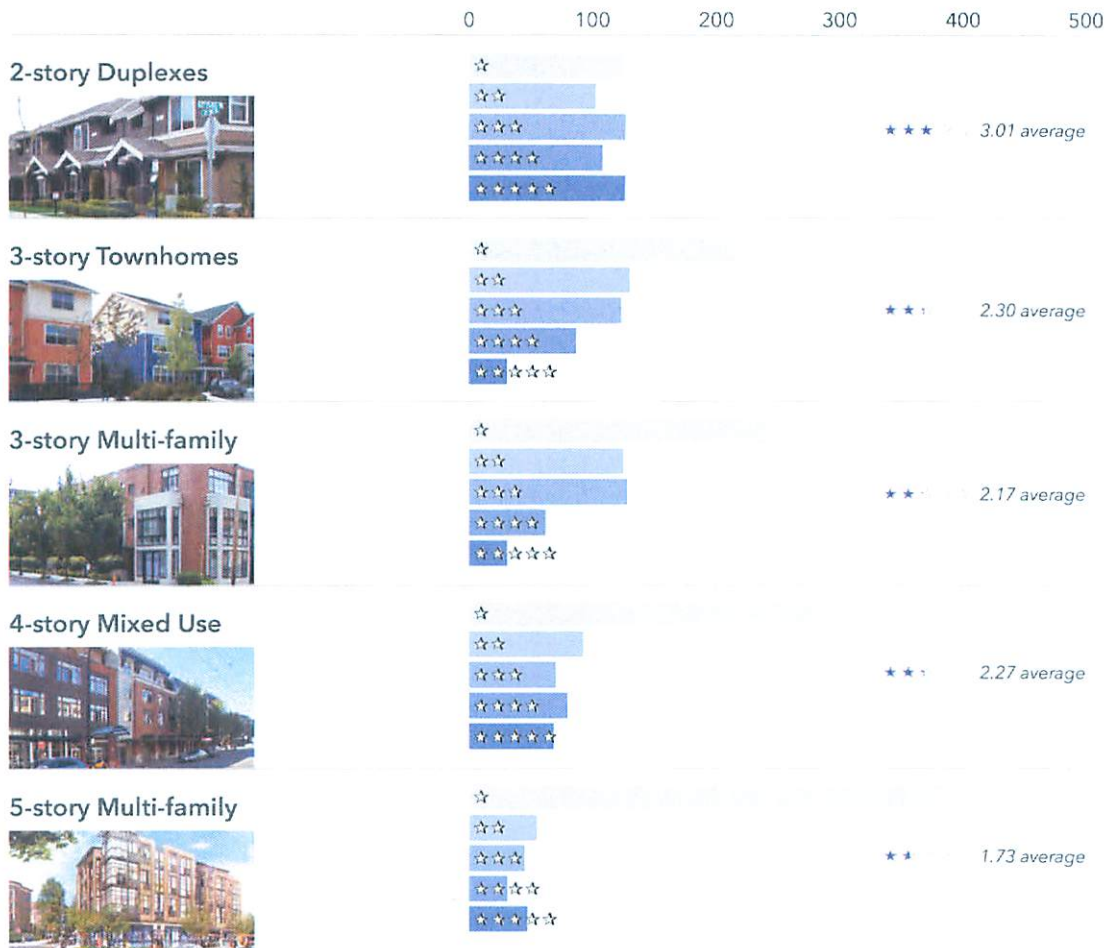 0 100 200 300 400 500
2-story Duplexes
3.01 average
3-story Townhomes
2.30 average
3-story Multi-family
2.17 average
4-story Mixed Use
2.27 average
5-story Multi-family
1.73 average